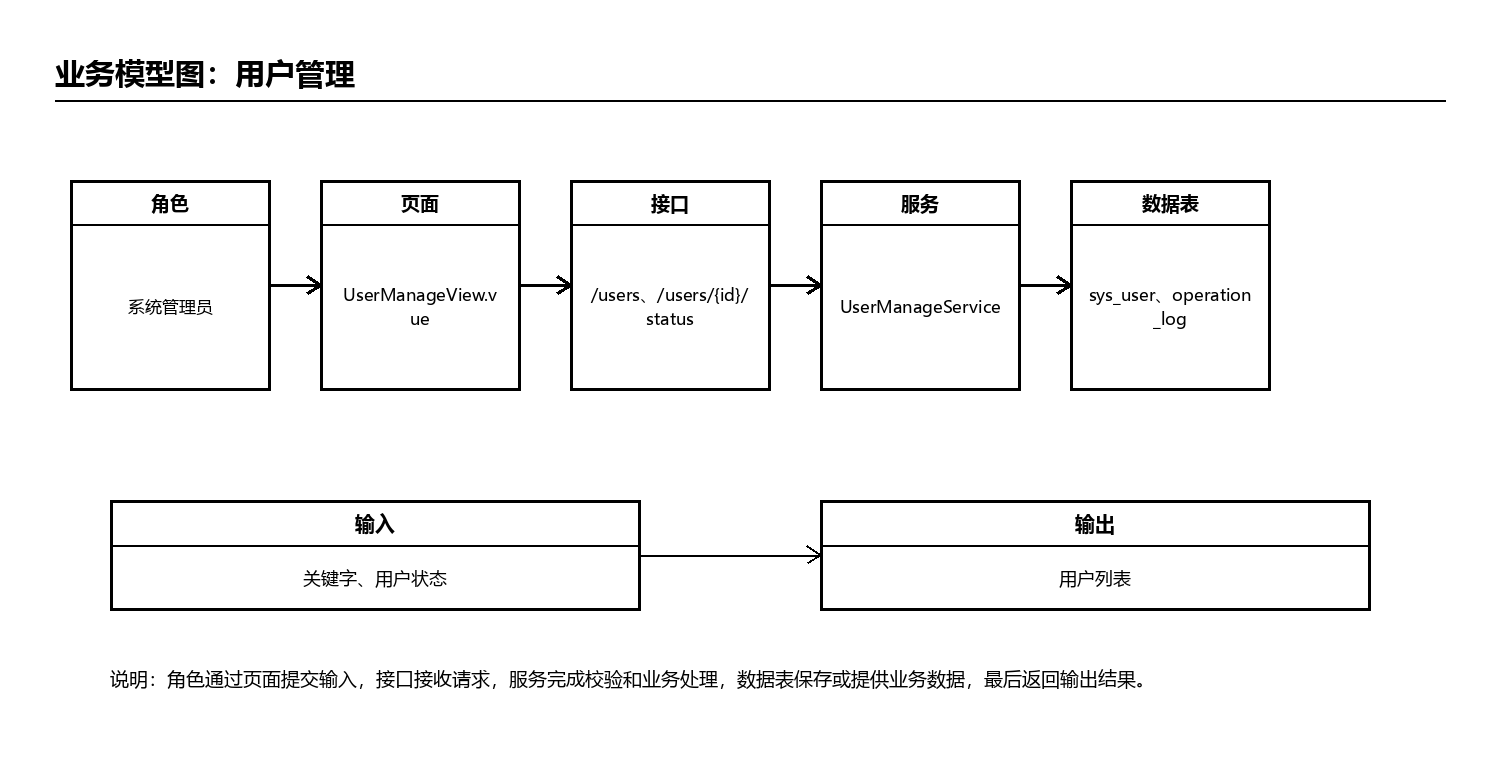 业务模型图：用户管理
角色
系统管理员
页面
UserManageView.v
ue
接口
/users、/users/{id}/
status
服务
UserManageService
数据表
sys_user、operation
_log
输入
关键字、用户状态
输出
用户列表
说明：角色通过页面提交输入，接口接收请求，服务完成校验和业务处理，数据表保存或提供业务数据，最后返回输出结果。